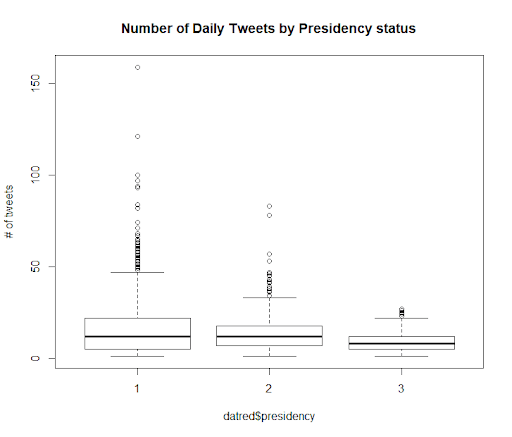 Number of Daily Tweets by Presidency status
150
100
50
0
# of tweets
1 2 3
datred$presidency